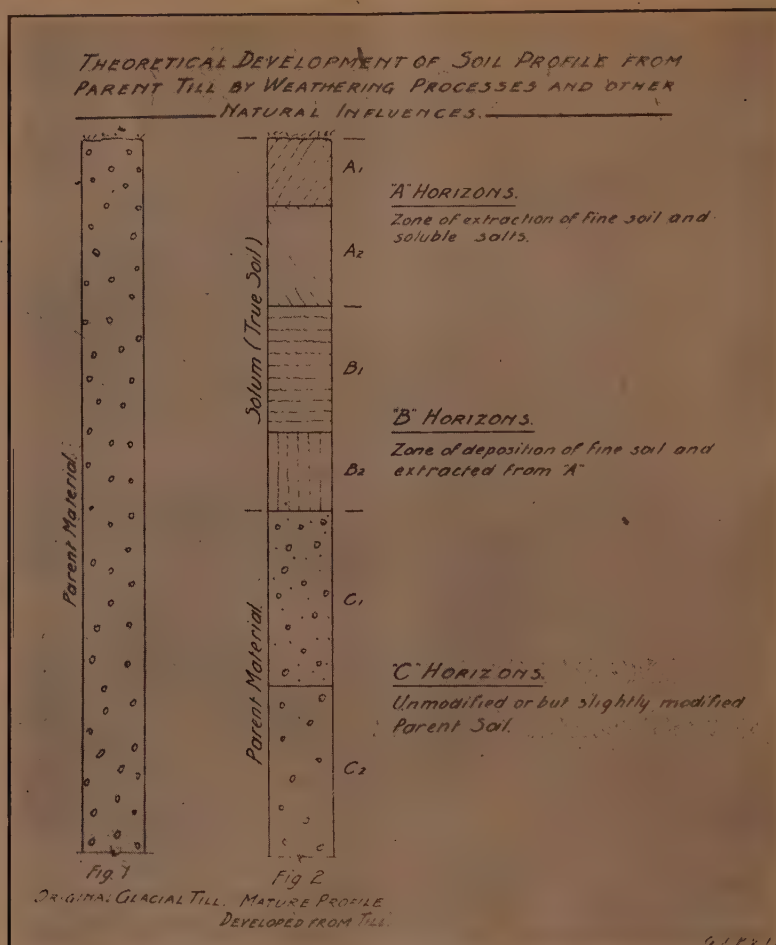 THEORETICAL DEVELOPMENT OF SOIL PROFILE FROM
PARENT TILL BY WEATHERING PROCESSES AND OTHER
NATURAL INFLUENCES.
A1
"A" HORIZONS.
Zone of extraction of fine soil and
soluble salts.
A2
Solum (True Soil)
B1
"B" HORIZONS.
Zone of deposition of fine soil and
extracted from "A"
B2
Parent Material.
Parent Material.
C1
"C" HORIZONS.
Unmodified or but slightly modified
Parent Soil.
C2
Fig. 1
Fig 2
ORIGINAL GLACIAL TILL.
MATURE PROFILE
DEVELOPED FROM TILL.